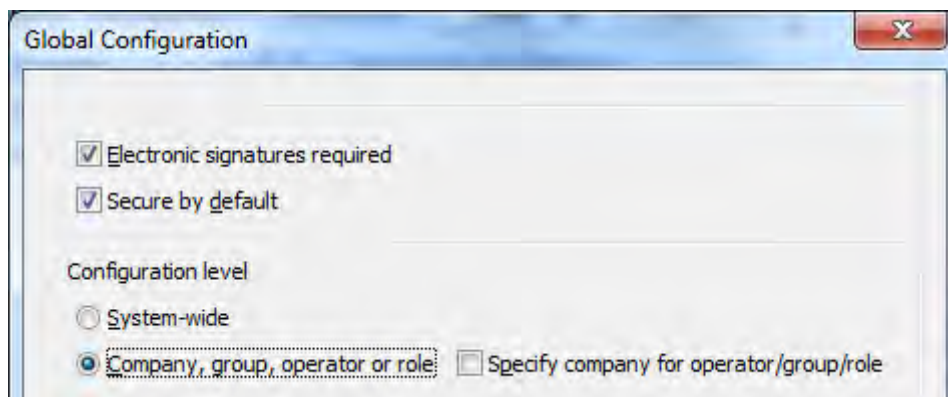 Global Configuration
Electronic signatures required
Secure by default
Configuration level
System-wide
Company, group, operator or role Specify company for operator/group/role